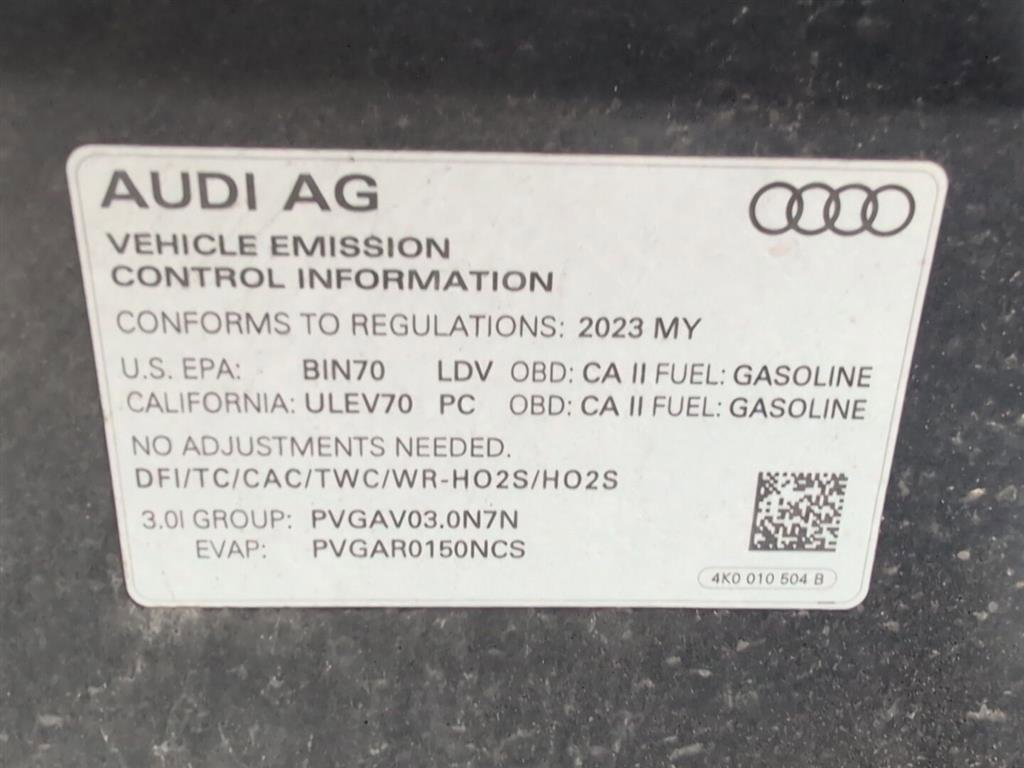 AUDI AG
VEHICLE EMISSION
CONTROL INFORMATION
CONFORMS TO REGULATIONS: 2023 MY
U.S. EPA: BIN70 LDV OBD: CA II FUEL: GASOLINE
CALIFORNIA: ULEV70 PC OBD: CA II FUEL: GASOLINE
NO ADJUSTMENTS NEEDED.
DFI/TC/CAC/TWC/WR-HO2S/HO2S
3.0l GROUP: PVGAV03.0N7N
EVAP: PVGAR0150NCS
4K0 010 504 B